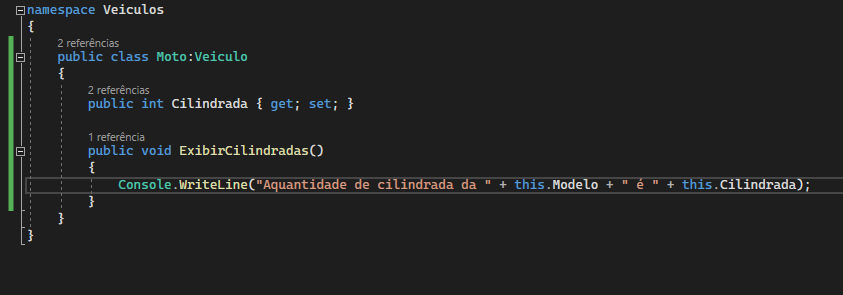 namespace Veiculos
{
2 referências
public class Moto:Veiculo
{
2 referências
public int Cilindrada { get; set; }
1 referência
public void ExibirCilindradas()
{
Console.WriteLine("Aquantidade de cilindrada da " + this.Modelo + " é " + this.Cilindrada);
}
}
}